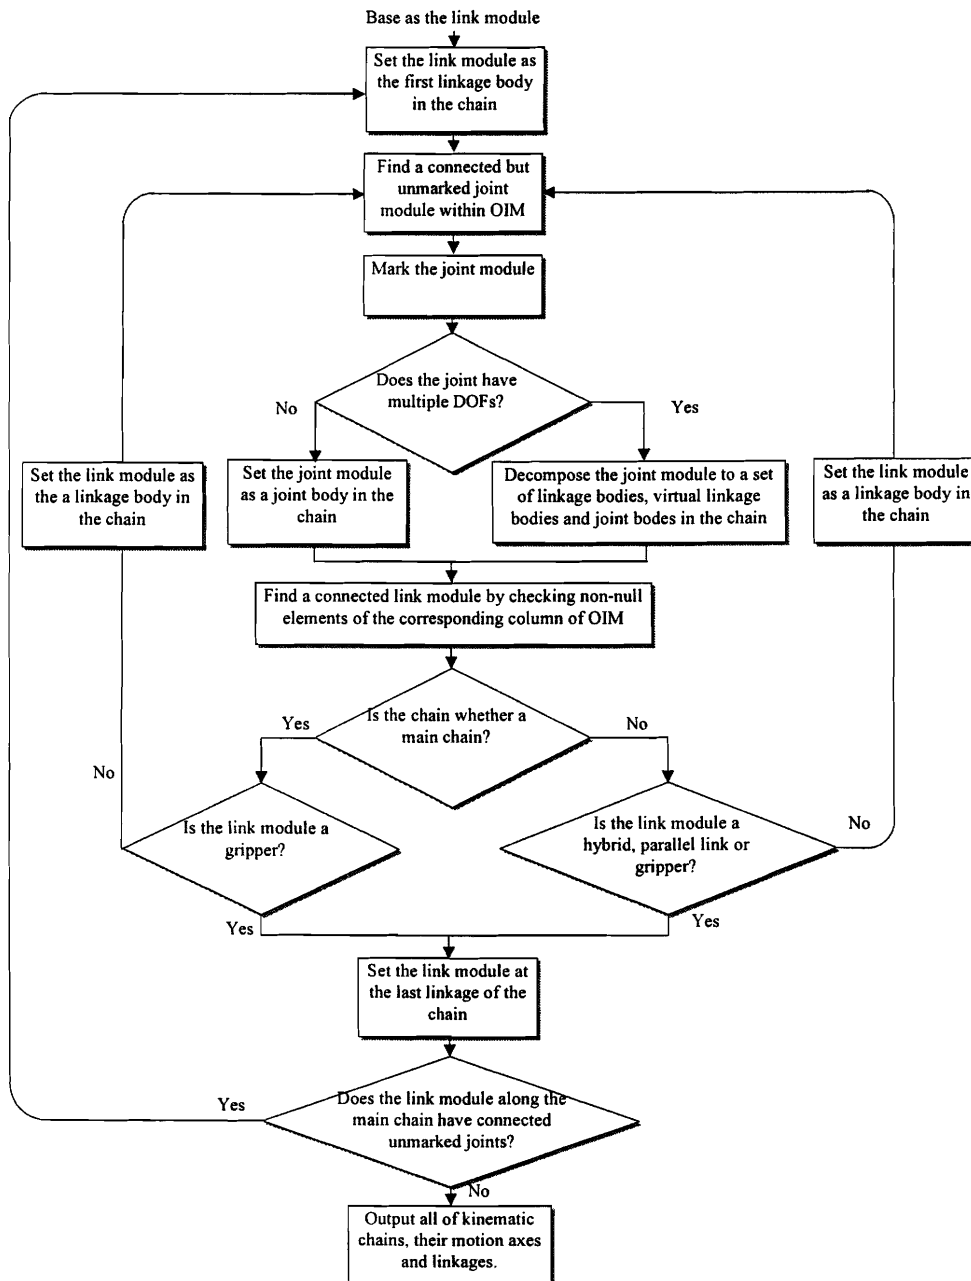 Base as the link module
Set the link module as
the first linkage body
in the chain
Find a connected but
unmarked joint
module within OIM
Mark the joint module
Does the joint have
multiple DOFs?
No
Yes
Set the link module as
the a linkage body in
the chain
Set the joint module
as a joint body in the
chain
Decompose the joint module to a set
of linkage bodies, virtual linkage
bodies and joint bodes in the chain
Set the link module
as a linkage body in
the chain
Find a connected link module by checking non-null
elements of the corresponding column of OIM
Is the chain whether a
main chain?
Yes
No
No
Is the link module a
gripper?
Is the link module a
hybrid, parallel link or
gripper?
No
Yes
Yes
Set the link module at
the last linkage of the
chain
Does the link module along the
main chain have connected
unmarked joints?
Yes
No
Output all of kinematic
chains, their motion axes
and linkages.